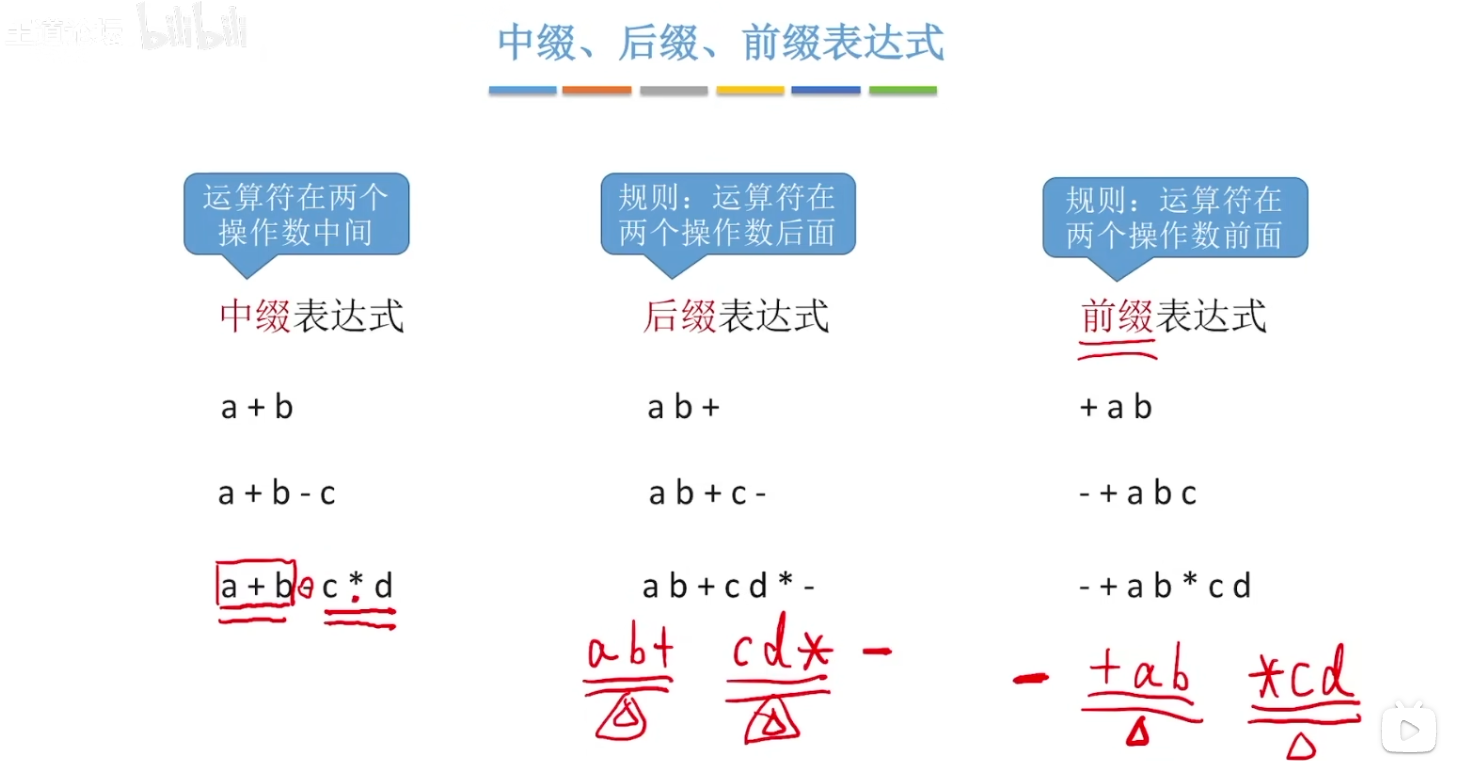 bilibili
中缀、后缀、前缀表达式
运算符在两个
操作数中间
规则：运算符在
两个操作数后面
规则：运算符在
两个操作数前面
中缀表达式
后缀表达式
前缀表达式
a + b
a b +
+ a b
a + b - c
a b + c -
- + a b c
a + b - c * d
a b + c d * -
- + a b * c d
ab+ cd* -
- +ab *cd